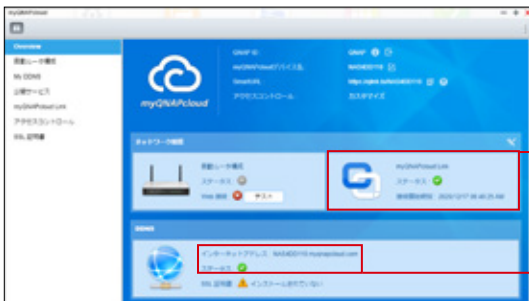 myQNAPcloud
Overview
自動ルータ構成
My DDNS
公開サービス
myQNAPcloud Link
アクセスコントロール
SSL 証明書
myQNAPcloud
QNAP ID:
myQNAPcloudデバイス名:
SmartURL:
アクセスコントロール:
カスタマイズ
ネットワーク接続
自動ルータ構成
ステータス:
Web 接続:
テスト
myQNAPcloud Link
ステータス:
DDNS
インターネットアドレス:
ステータス:
SSL 証明書: インストールされていない